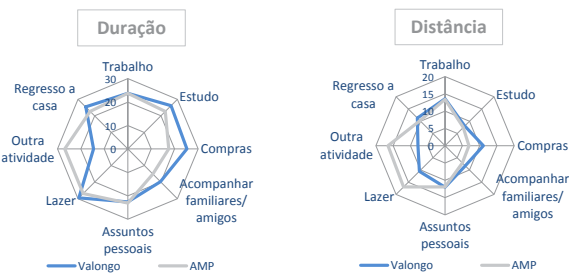 Duração
Trabalho
30
20
10
0
Estudo
Compras
Acompanhar
familiares/
amigos
Assuntos
pessoais
Lazer
Outra
atividade
Regresso a
casa
Valongo
AMP
Distância
Trabalho
20
15
10
5
0
Estudo
Compras
Acompanhar
familiares/
amigos
Assuntos
pessoais
Lazer
Outra
atividade
Regresso a
casa
Valongo
AMP